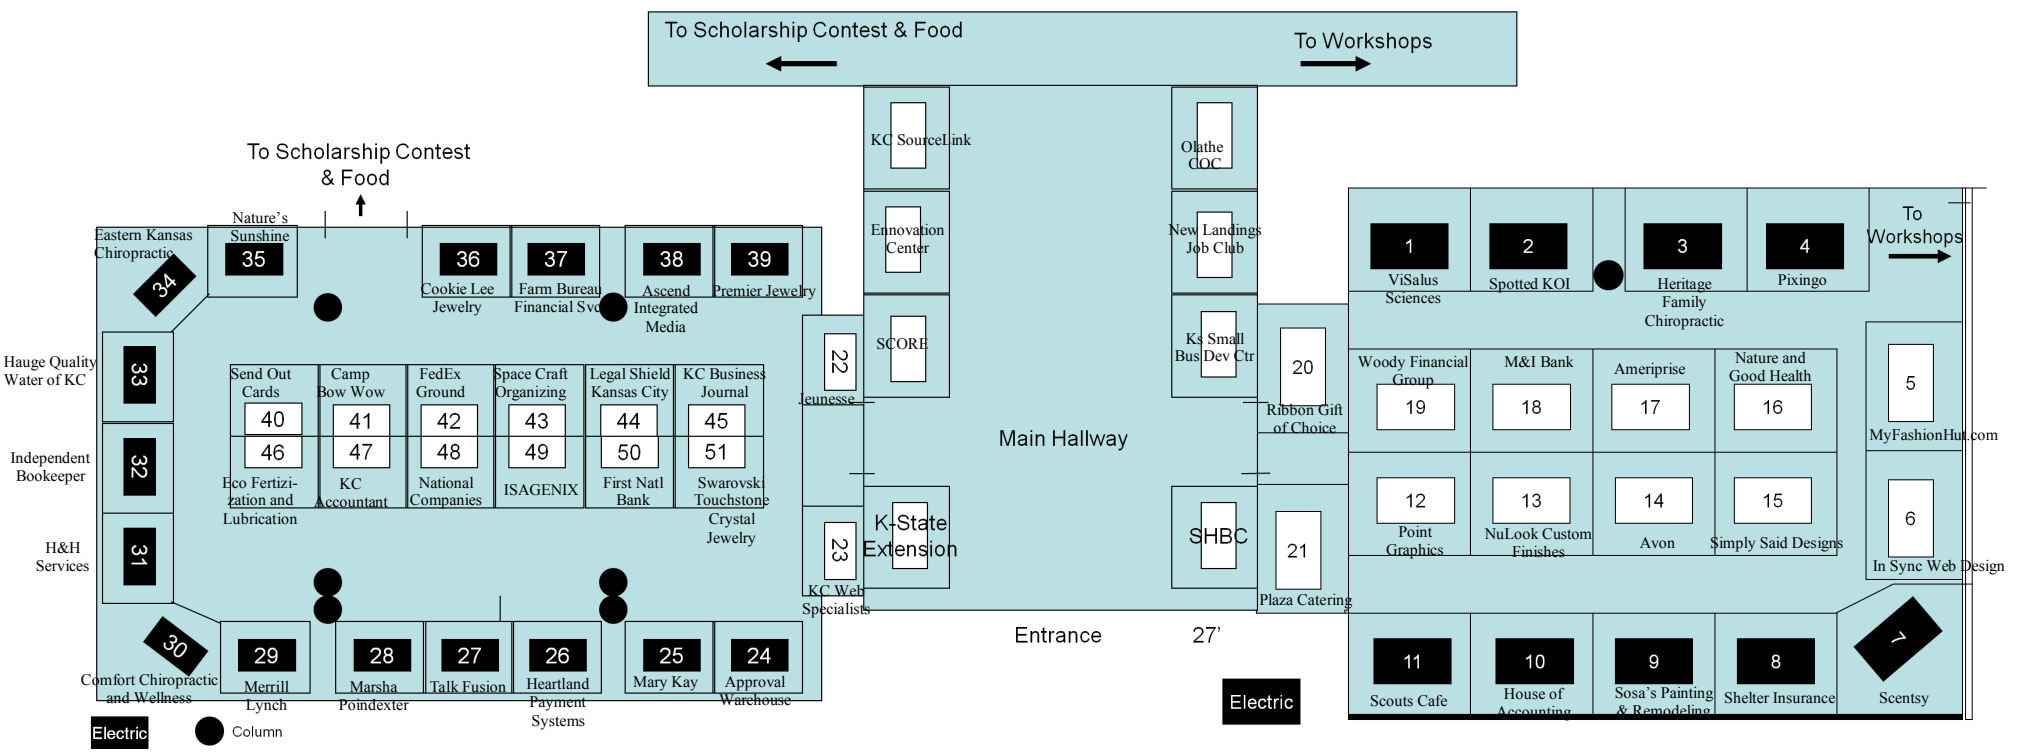 To Scholarship Contest & Food
To Workshops
KC SourceLink
Olathe
COC
Ennovation
Center
New Landings
Job Club
SCORE
Ks Small
Bus Dev Ctr
Main Hallway
K-State
Extension
SHBC
Entrance
27’
To Scholarship Contest
& Food
Eastern Kansas
Chiropractic
34
Nature’s
Sunshine
35
36
Cookie Lee
Jewelry
37
Farm Bureau
Financial Svc
38
Ascend
Integrated
Media
39
Premier Jewelry
Hauge Quality
Water of KC
33
Independent
Bookeeper
32
H&H
Services
31
Send Out
Cards
40
Camp
Bow Wow
41
FedEx
Ground
42
Space Craft
Organizing
43
Legal Shield
Kansas City
44
KC Business
Journal
45
46
Eco Fertizi-
zation and
Lubrication
47
KC
Accountant
48
National
Companies
49
ISAGENIX
50
First Natl
Bank
51
Swarovski
Touchstone
Crystal
Jewelry
22
Jeunesse
23
KC Web
Specialists
30
Comfort Chiropractic
and Wellness
29
Merrill
Lynch
28
Marsha
Poindexter
27
Talk Fusion
26
Heartland
Payment
Systems
25
Mary Kay
24
Approval
Warehouse
Electric
Column
20
Ribbon Gift
of Choice
21
Plaza Catering
Electric
1
ViSalus
Sciences
2
Spotted KOI
3
Heritage
Family
Chiropractic
4
Pixingo
To
Workshops
Woody Financial
Group
19
M&I Bank
18
Ameriprise
17
Nature and
Good Health
16
5
MyFashionHut.com
12
Point
Graphics
13
NuLook Custom
Finishes
14
Avon
15
Simply Said Designs
6
In Sync Web Design
11
Scouts Cafe
10
House of
Accounting
9
Sosa’s Painting
& Remodeling
8
Shelter Insurance
7
Scentsy